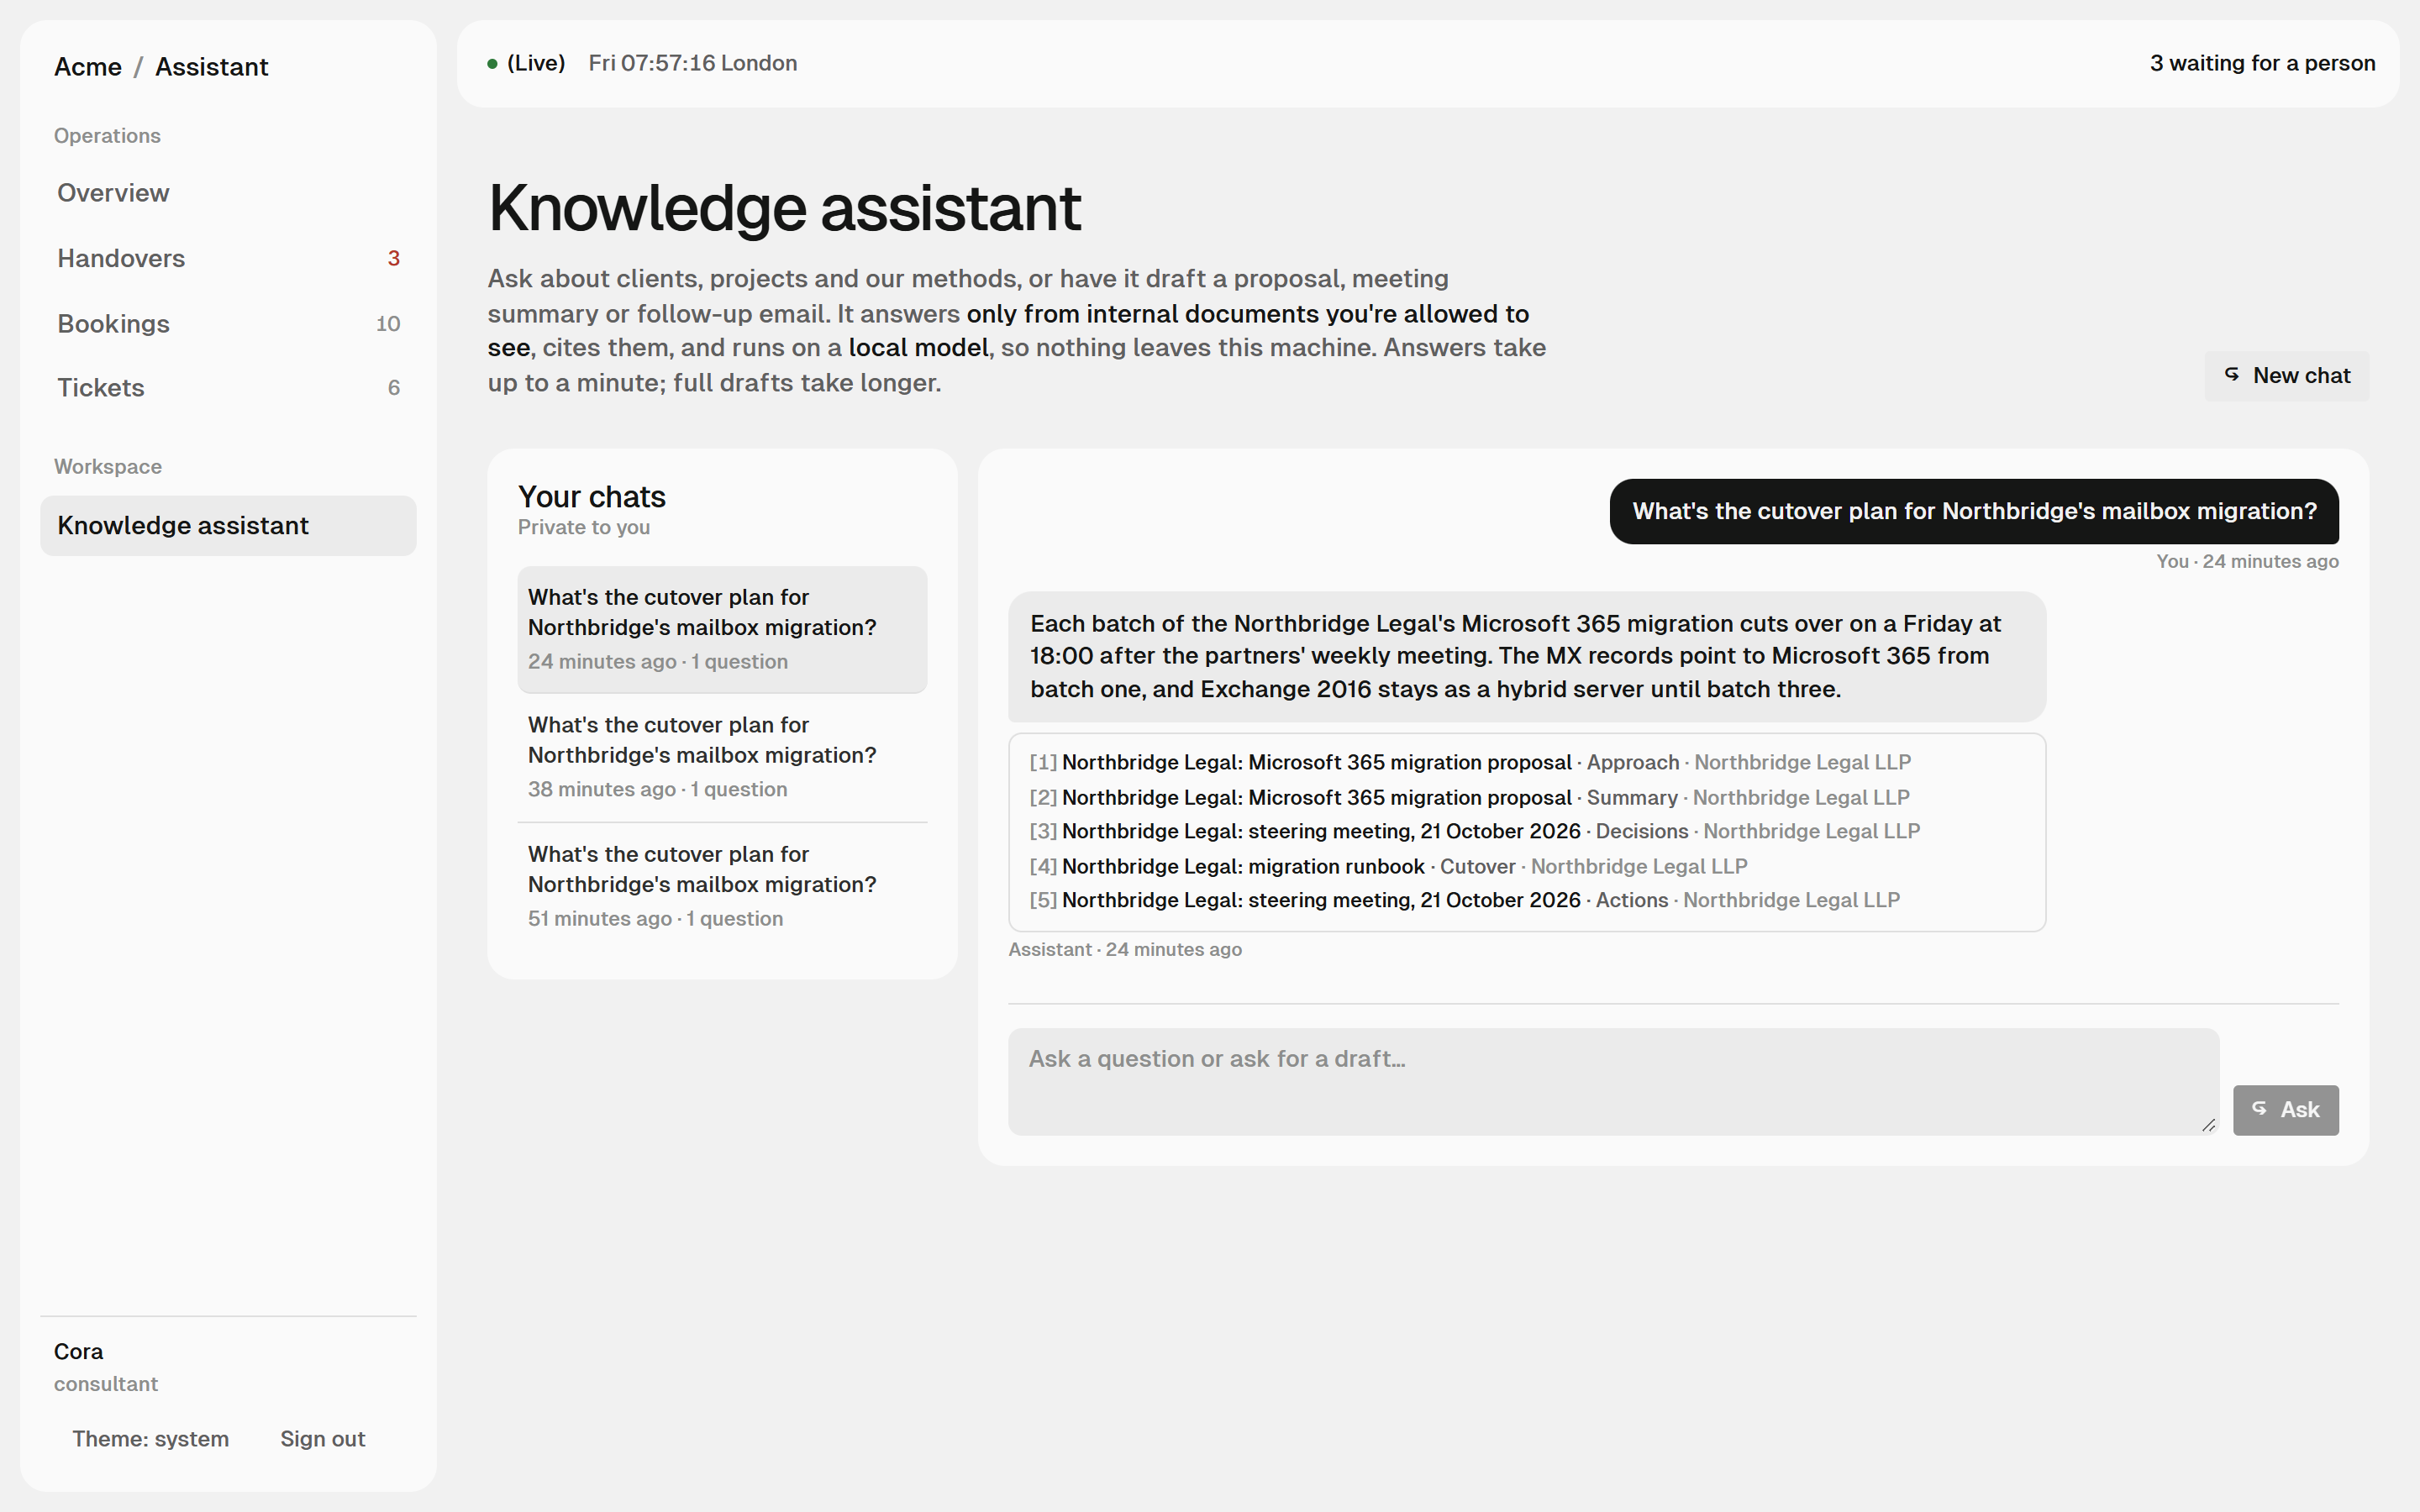 Acme / Assistant
Operations
Overview
Handovers 3
Bookings 10
Tickets 6
Workspace
Knowledge assistant
Cora
consultant
Theme: system Sign out
(Live) Fri 07:57:16 London
3 waiting for a person
Knowledge assistant
Ask about clients, projects and our methods, or have it draft a proposal, meeting
summary or follow-up email. It answers only from internal documents you're allowed to
see, cites them, and runs on a local model, so nothing leaves this machine. Answers take
up to a minute; full drafts take longer.
New chat
Your chats
Private to you
What's the cutover plan for
Northbridge's mailbox migration?
24 minutes ago · 1 question
What's the cutover plan for
Northbridge's mailbox migration?
38 minutes ago · 1 question
What's the cutover plan for
Northbridge's mailbox migration?
51 minutes ago · 1 question
What's the cutover plan for Northbridge's mailbox migration?
You · 24 minutes ago
Each batch of the Northbridge Legal's Microsoft 365 migration cuts over on a Friday at
18:00 after the partners' weekly meeting. The MX records point to Microsoft 365 from
batch one, and Exchange 2016 stays as a hybrid server until batch three.
[1] Northbridge Legal: Microsoft 365 migration proposal · Approach · Northbridge Legal LLP
[2] Northbridge Legal: Microsoft 365 migration proposal · Summary · Northbridge Legal LLP
[3] Northbridge Legal: steering meeting, 21 October 2026 · Decisions · Northbridge Legal LLP
[4] Northbridge Legal: migration runbook · Cutover · Northbridge Legal LLP
[5] Northbridge Legal: steering meeting, 21 October 2026 · Actions · Northbridge Legal LLP
Assistant · 24 minutes ago
Ask a question or ask for a draft...
Ask